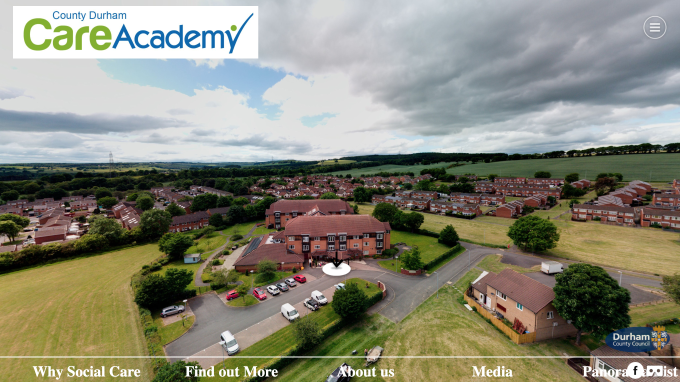 County Durham
CareAcademy
Durham
County Council
Why Social Care
Find out More
About us
Media